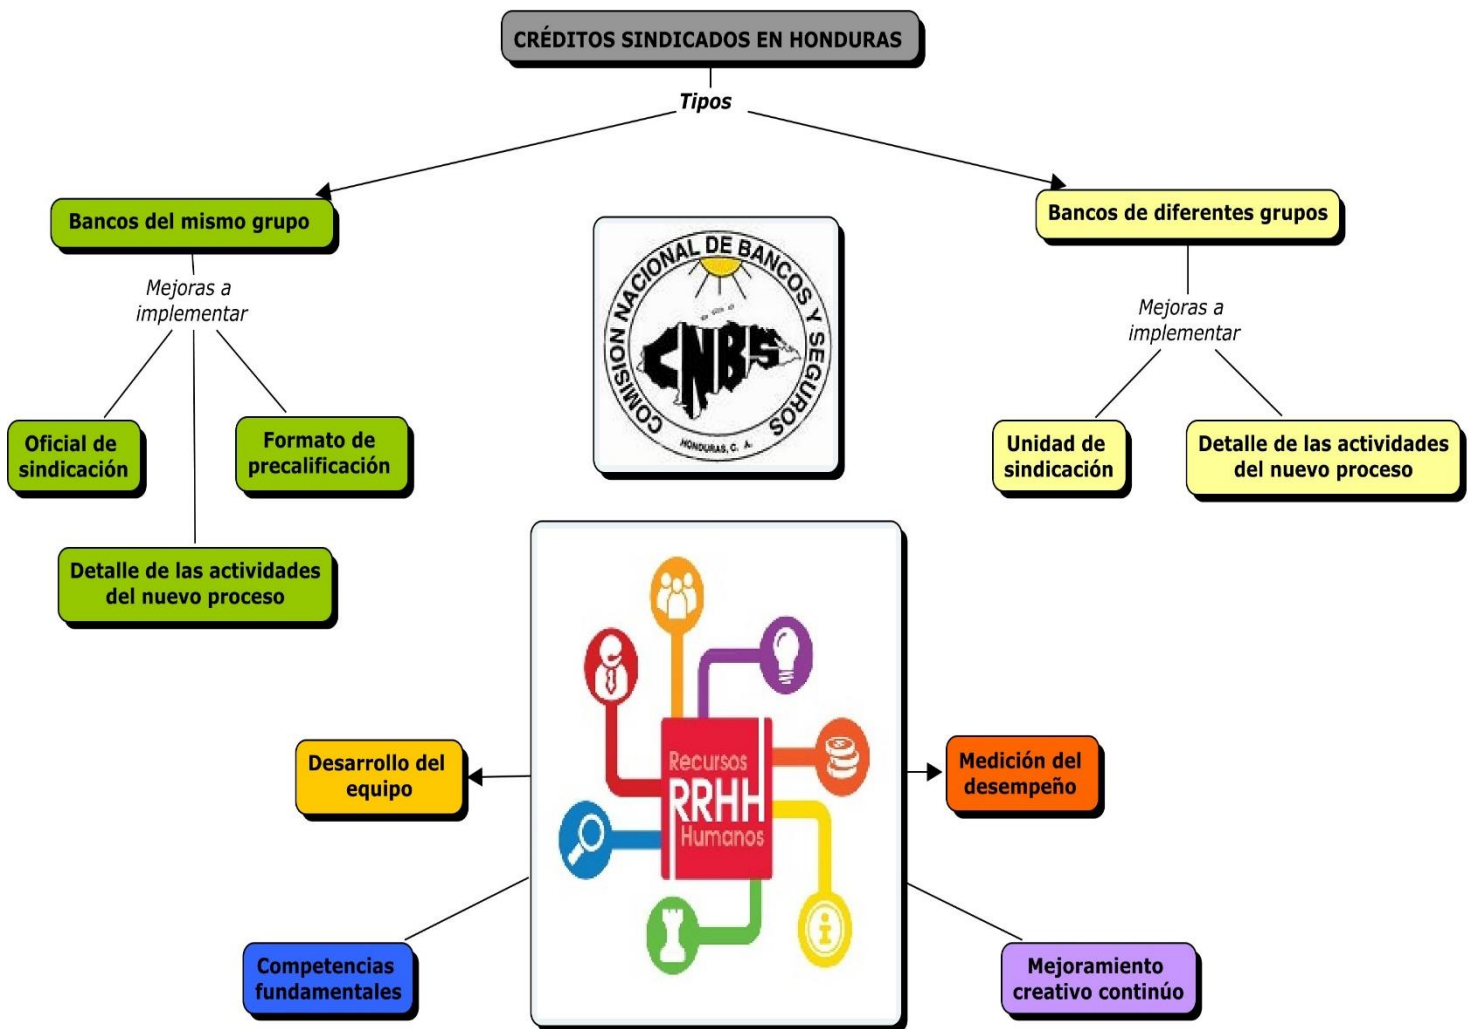 CRÉDITOS SINDICADOS EN HONDURAS
Tipos
Bancos del mismo grupo
Bancos de diferentes grupos
Mejoras a
implementar
Mejoras a
implementar
COMISION NACIONAL DE BANCOS Y SEGUROS
CNBS
HONDURAS, C. A.
Oficial de
sindicación
Formato de
precalificación
Unidad de
sindicación
Detalle de las actividades
del nuevo proceso
Detalle de las actividades
del nuevo proceso
Recursos
RRHH
Humanos
Desarrollo del
equipo
Medición del
desempeño
Competencias
fundamentales
Mejoramiento
creativo continúo